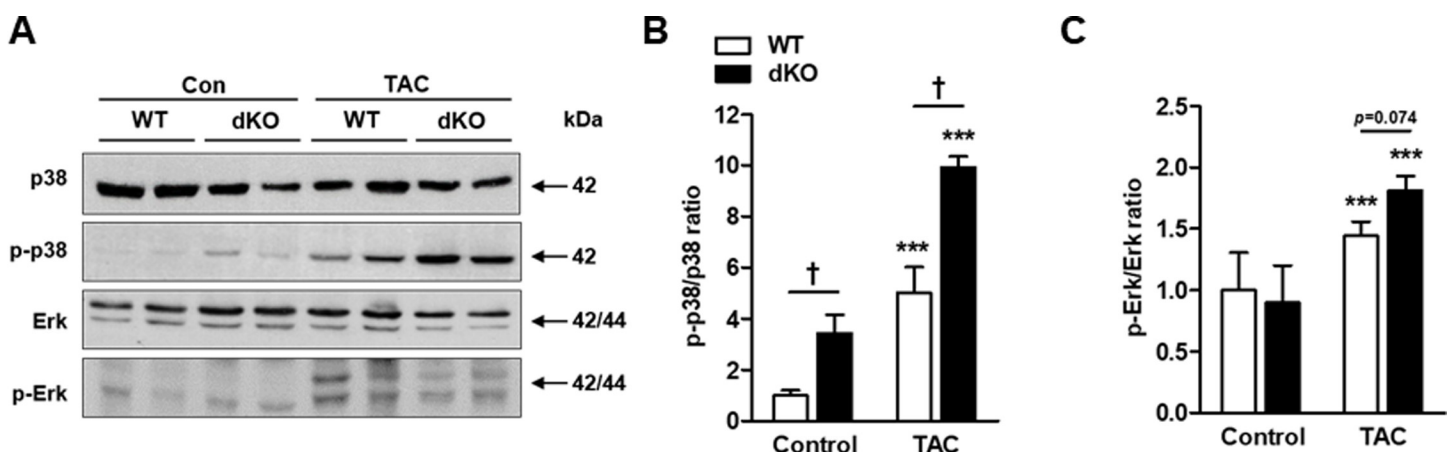 A
Con TAC
WT dKO WT dKO kDa
p38 42
p-p38 42
Erk 42/44
p-Erk 42/44
B
WT
dKO
†
†
***
***
p-p38/p38 ratio
12
10
8
6
4
2
0
Control TAC
C
p=0.074
***
***
p-Erk/Erk ratio
2.5
2.0
1.5
1.0
0.5
0.0
Control TAC